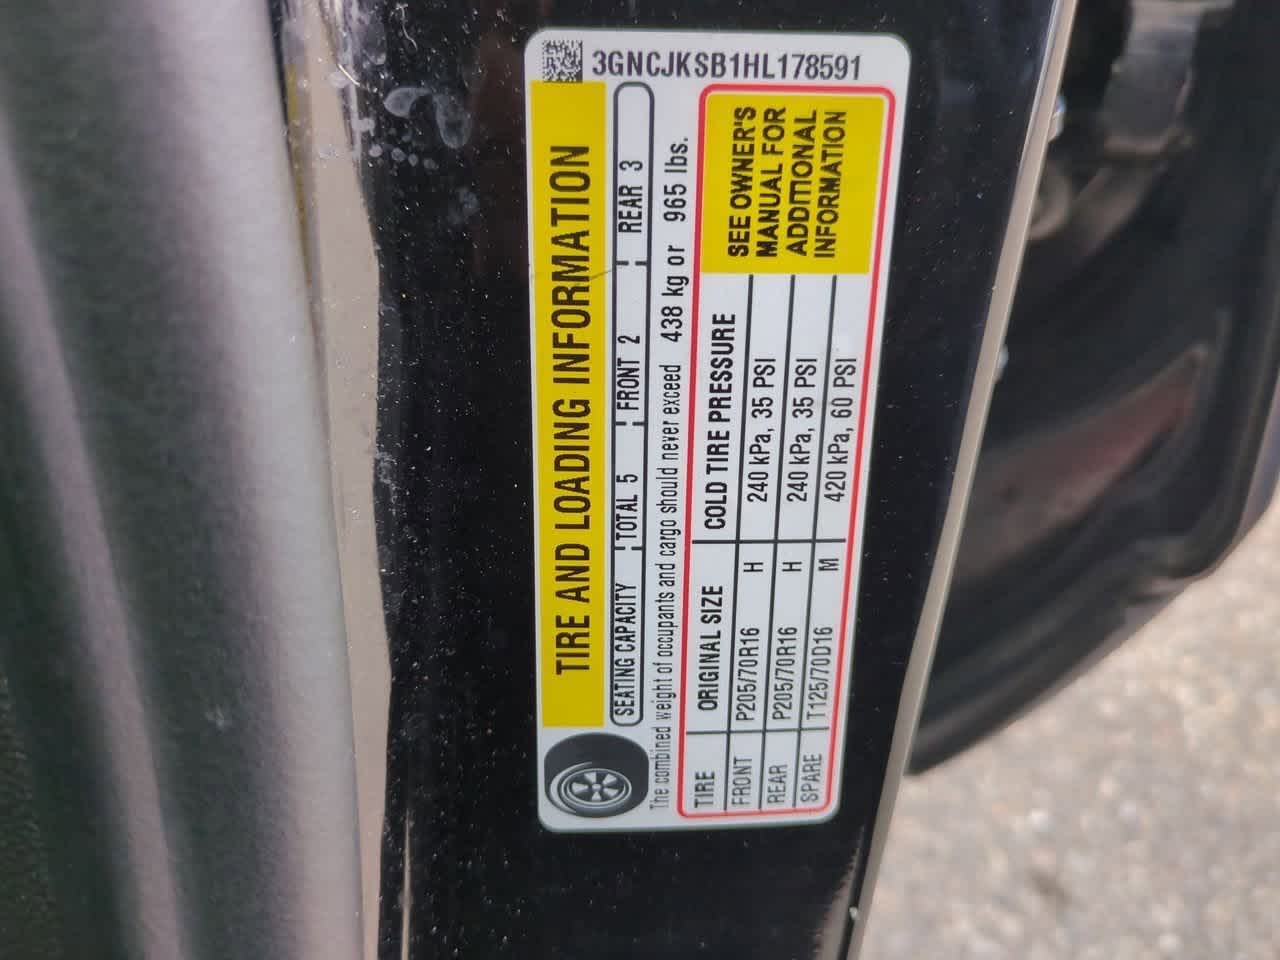 3GNCJKSB1HL178591
TIRE AND LOADING INFORMATION
SEATING CAPACITY TOTAL 5 FRONT 2 REAR 3
The combined weight of occupants and cargo should never exceed 438 kg or 965 lbs.
TIRE ORIGINAL SIZE COLD TIRE PRESSURE
FRONT P205/70R16 H 240 kPa, 35 PSI
REAR P205/70R16 H 240 kPa, 35 PSI
SPARE T125/70D16 M 420 kPa, 60 PSI
SEE OWNER'S
MANUAL FOR
ADDITIONAL
INFORMATION